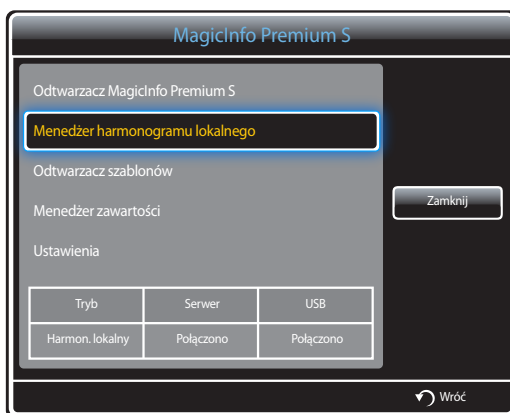 MagicInfo Premium S
Odtwarzacz MagicInfo Premium S
Menedżer harmonogramu lokalnego
Odtwarzacz szablonów
Menedżer zawartości
Ustawienia
Zamknij
Tryb Serwer USB
Harmon. lokalny Połączono Połączono
Wróć